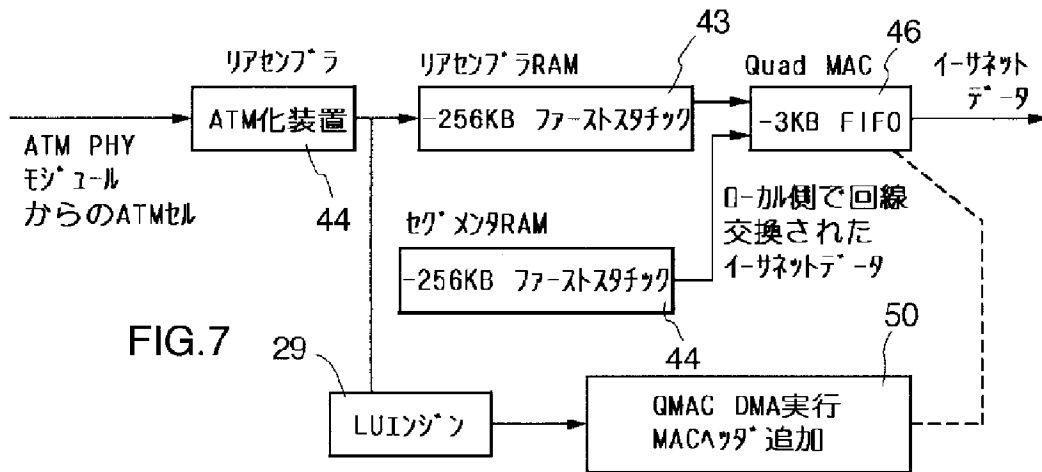 43
46
リアセンブラ
リアセンブラRAM
Quad MAC
イーサネット
データ
ATM化装置
-256KB ファーストスタチック
-3KB FIFO
ATM PHY
モジュール
からのATMセル
44
ローカル側で回線
交換された
イーサネットデータ
セグメンタRAM
-256KB ファーストスタチック
44
FIG.7
29
50
LUエンジン
QMAC DMA実行
MACヘッダ追加